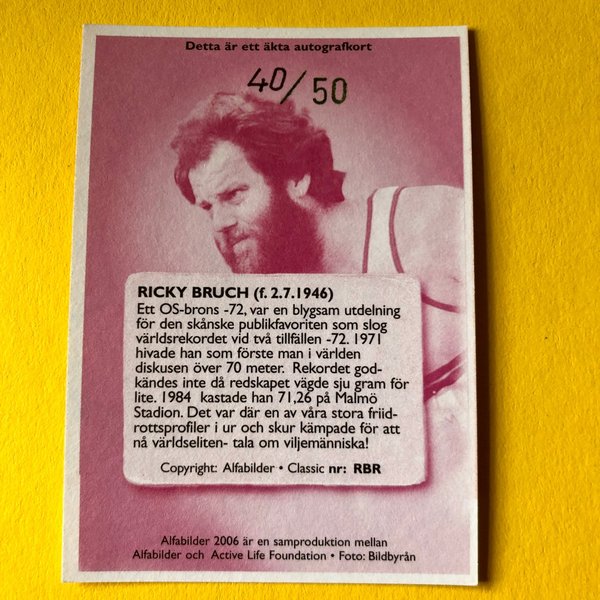 Detta är ett äkta autografkort
40/50
RICKY BRUCH (f. 2.7.1946)
Ett OS-brons -72, var en blygsam utdelning
för den skånske publikfavoriten som slog
världsrekordet vid två tillfällen -72. 1971
hivade han som förste man i världen
diskusen över 70 meter. Rekordet god-
kändes inte då redskapet vägde sju gram för
lite. 1984 kastade han 71,26 på Malmö
Stadion. Det var där en av våra stora friid-
rottsprofiler i ur och skur kämpade för att
nå världseliten- tala om viljemänniska!
Copyright: Alfabilder • Classic nr: RBR
Alfabilder 2006 är en samproduktion mellan
Alfabilder och Active Life Foundation • Foto: Bildbyrån